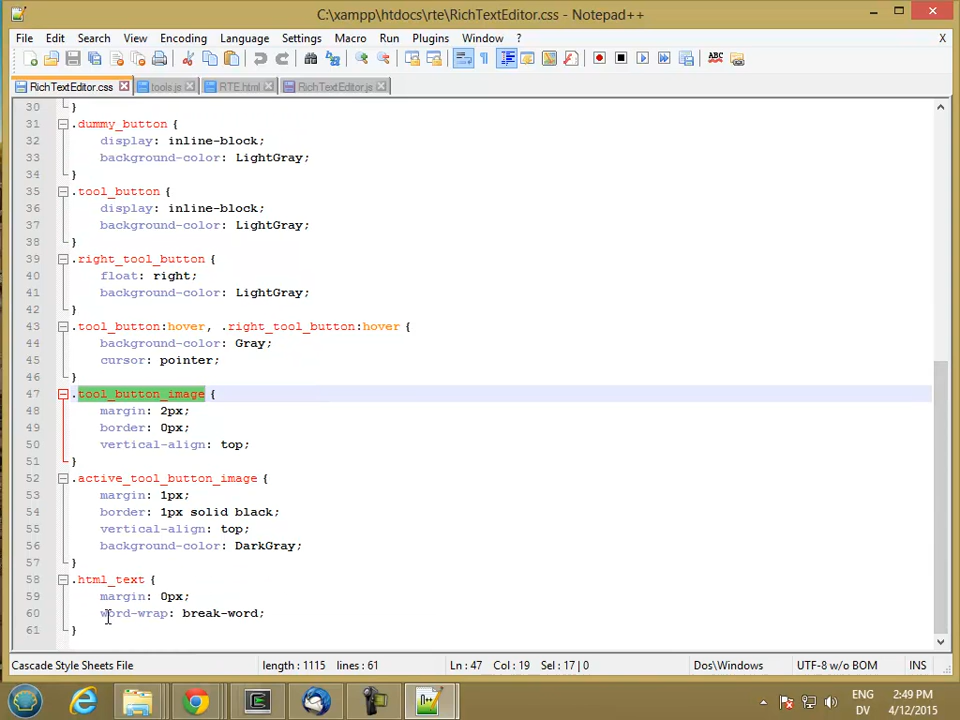 C:\xampp\htdocs\rte\RichTextEditor.css - Notepad++
File Edit Search View Encoding Language Settings Macro Run Plugins Window ? X
RichTextEditor.css tools.js RTE.html RichTextEditor.js
30 }
31 .dummy_button {
32 display: inline-block;
33 background-color: LightGray;
34 }
35 .tool_button {
36 display: inline-block;
37 background-color: LightGray;
38 }
39 .right_tool_button {
40 float: right;
41 background-color: LightGray;
42 }
43 .tool_button:hover, .right_tool_button:hover {
44 background-color: Gray;
45 cursor: pointer;
46 }
47 .tool_button_image {
48 margin: 2px;
49 border: 0px;
50 vertical-align: top;
51 }
52 .active_tool_button_image {
53 margin: 1px;
54 border: 1px solid black;
55 vertical-align: top;
56 background-color: DarkGray;
57 }
58 .html_text {
59 margin: 0px;
60 word-wrap: break-word;
61 }
Cascade Style Sheets File length : 1115 lines : 61 Ln : 47 Col : 19 Sel : 17 | 0 Dos\Windows UTF-8 w/o BOM INS
ENG 2:49 PM
DV 4/12/2015